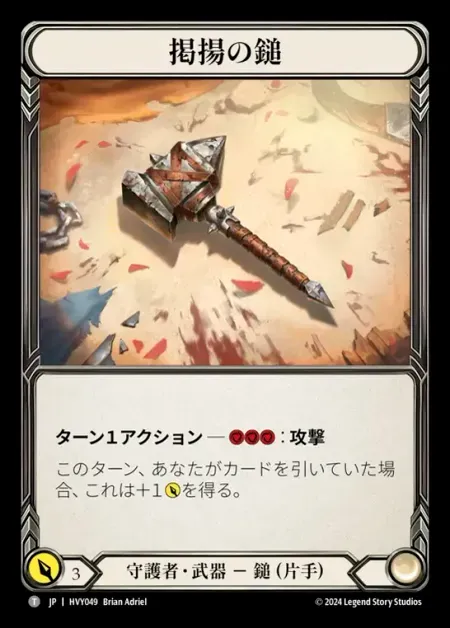 掲揚の鎚
ターン1アクション — : 攻撃
このターン、あなたがカードを引いていた場
合、これは+1を得る。
3
守護者・武器 － 鎚 (片手)
T JP | HVY049 Brian Adriel
© 2024 Legend Story Studios